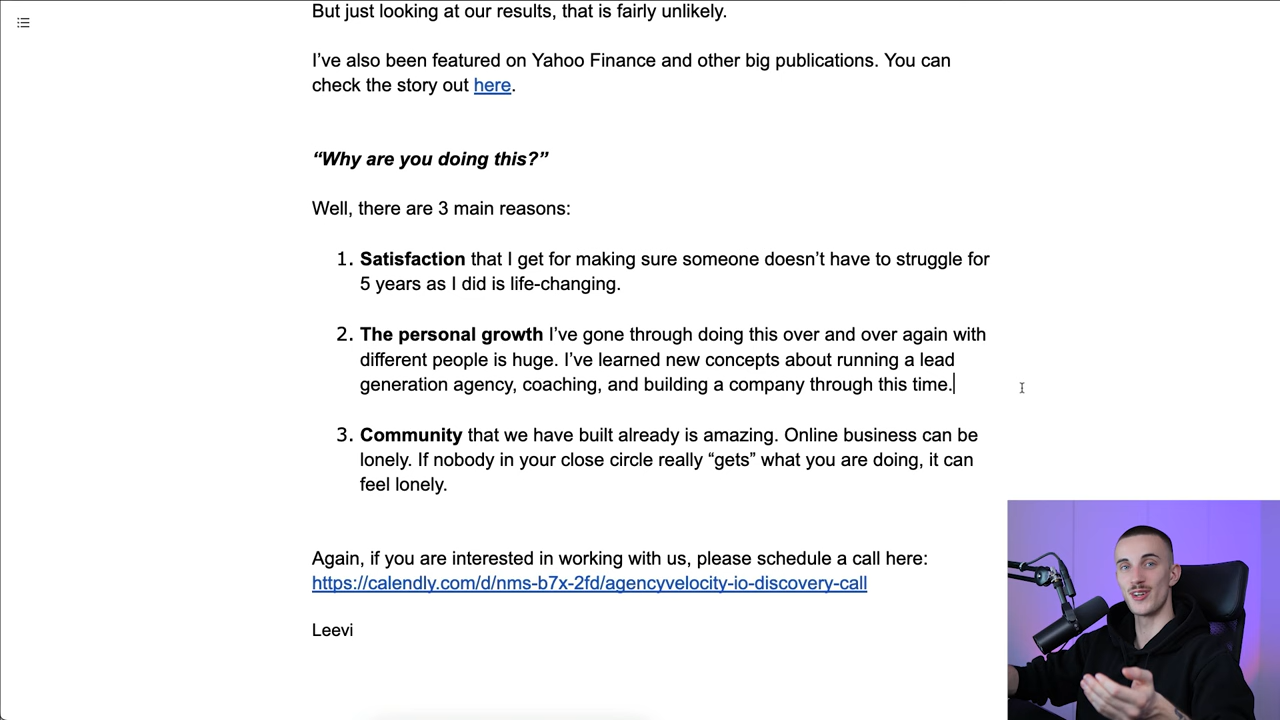 But just looking at our results, that is fairly unlikely.
I’ve also been featured on Yahoo Finance and other big publications. You can
check the story out here.
“Why are you doing this?”
Well, there are 3 main reasons:
1. Satisfaction that I get for making sure someone doesn’t have to struggle for
5 years as I did is life-changing.
2. The personal growth I’ve gone through doing this over and over again with
different people is huge. I’ve learned new concepts about running a lead
generation agency, coaching, and building a company through this time.
3. Community that we have built already is amazing. Online business can be
lonely. If nobody in your close circle really “gets” what you are doing, it can
feel lonely.
Again, if you are interested in working with us, please schedule a call here:
https://calendly.com/d/nms-b7x-2fd/agencyvelocity-io-discovery-call
Leevi